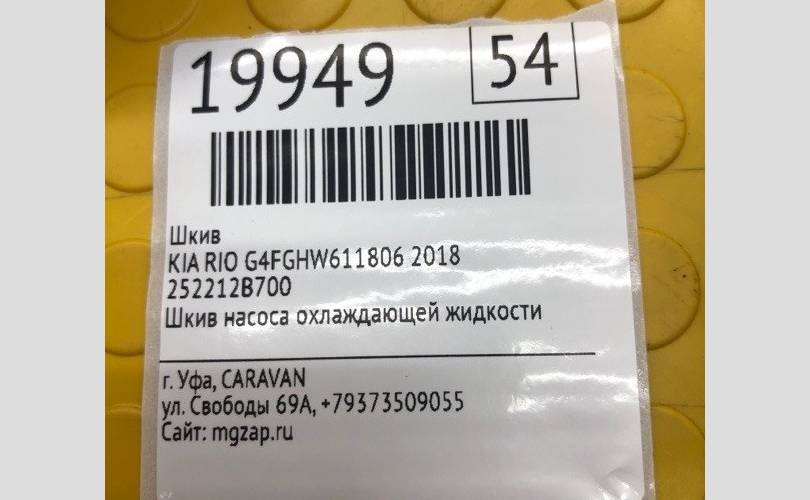 19949
54
Шкив
KIA RIO G4FGHW611806 2018
252212B700
Шкив насоса охлаждающей жидкости
г. Уфа, CARAVAN
ул. Свободы 69А, +79373509055
Сайт: mgzap.ru